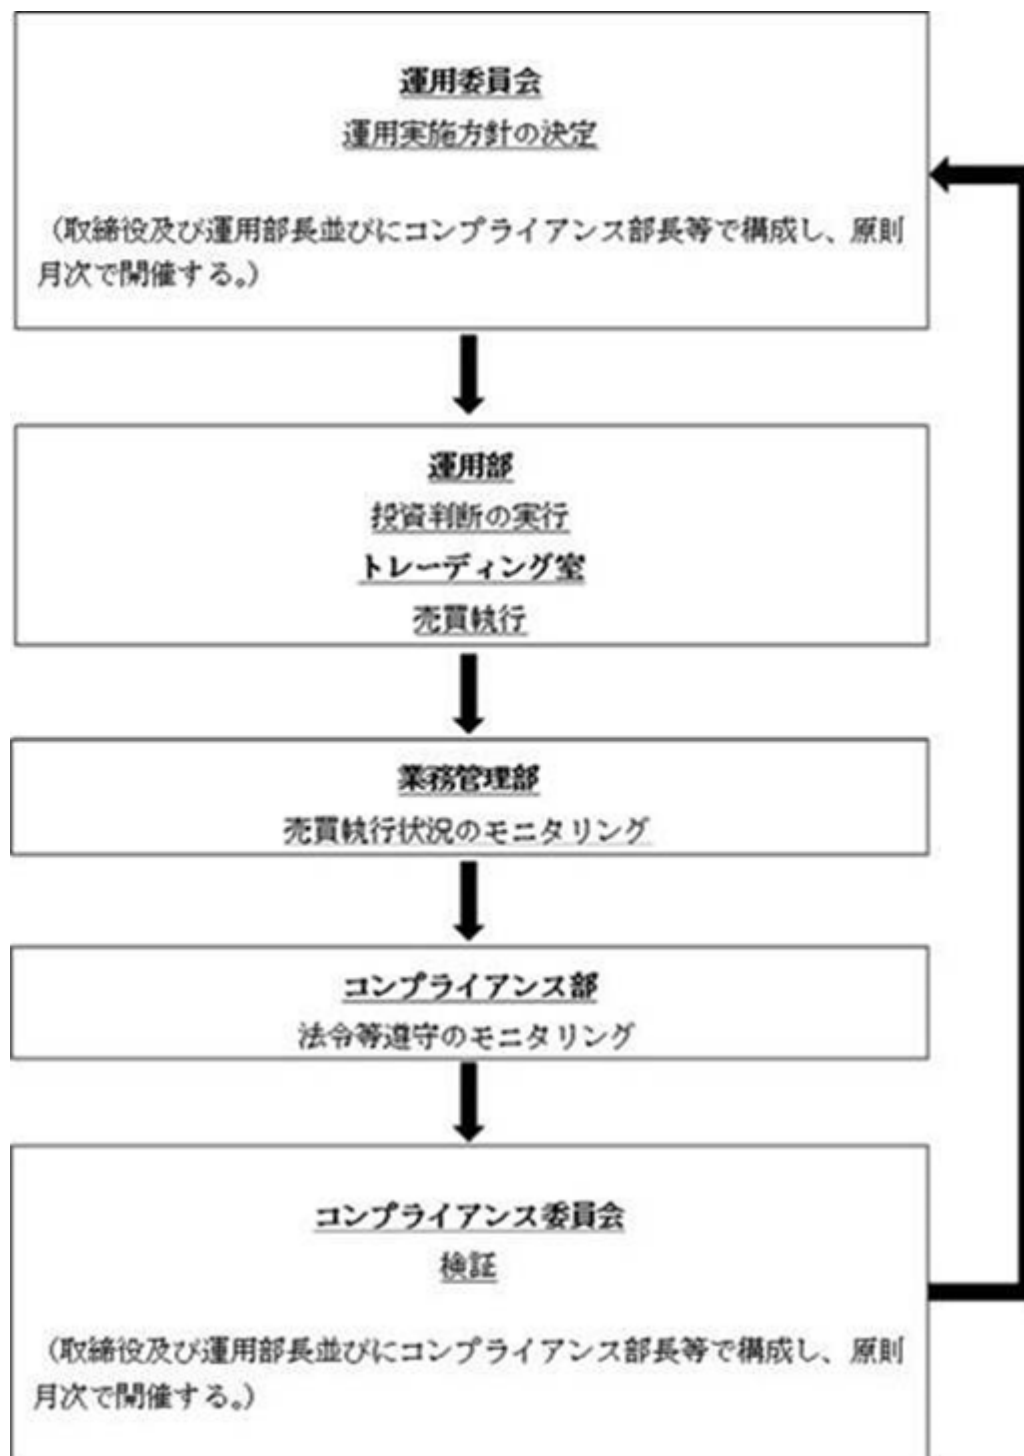 運用委員会
運用実施方針の決定
（取締役及び運用部長並びにコンプライアンス部長等で構成し、原則
月次で開催する。）
運用部
投資判断の実行
トレーディング室
売買執行
業務管理部
売買執行状況のモニタリング
コンプライアンス部
法令等遵守のモニタリング
コンプライアンス委員会
検証
（取締役及び運用部長並びにコンプライアンス部長等で構成し、原則
月次で開催する。）